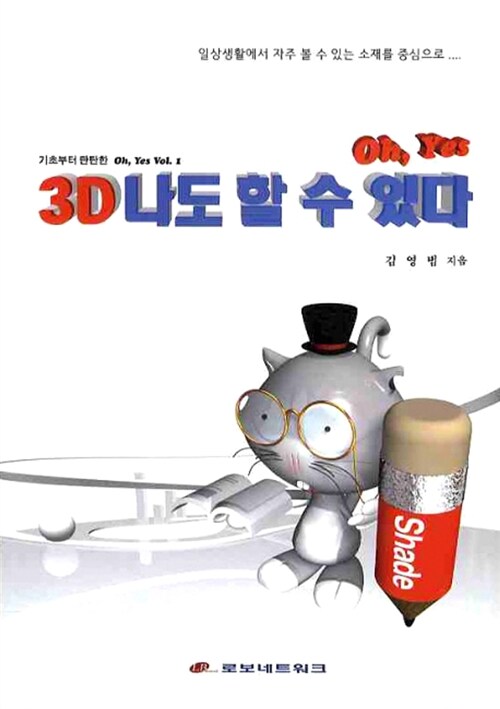 일상생활에서 자주 볼 수 있는 소재를 중심으로 ....
Oh, Yes
기초부터 탄탄한 Oh, Yes Vol. 1
3D 나도 할 수 있다
김 영 범 지음
Shade
로보네트워크